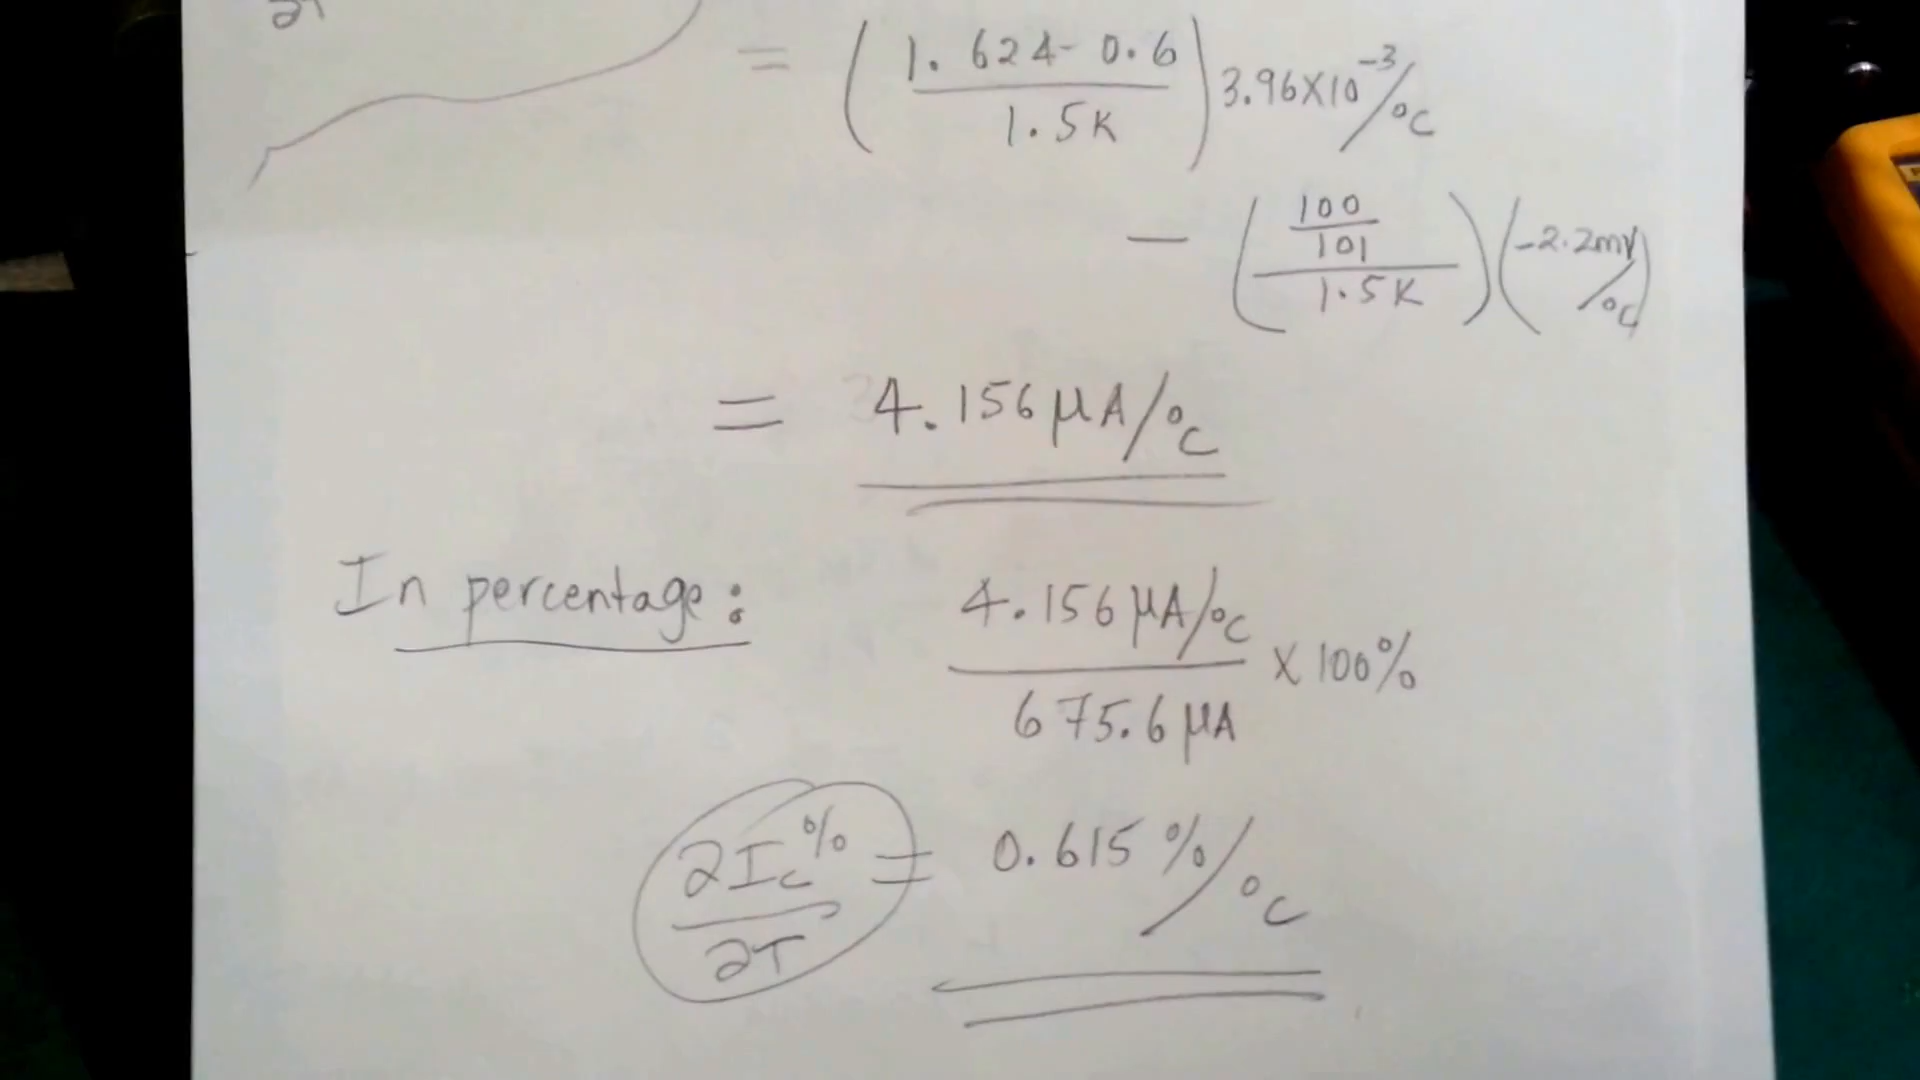 ∂T
= ( 1.624 - 0.6 / 1.5K ) 3.96X10⁻³/°C
- ( 100/101 / 1.5K ) ( -2.2mV/°C )
= 4.156 μA/°C
In percentage: 4.156 μA/°C / 675.6 μA X 100%
∂Ic% / ∂T = 0.615 %/°C